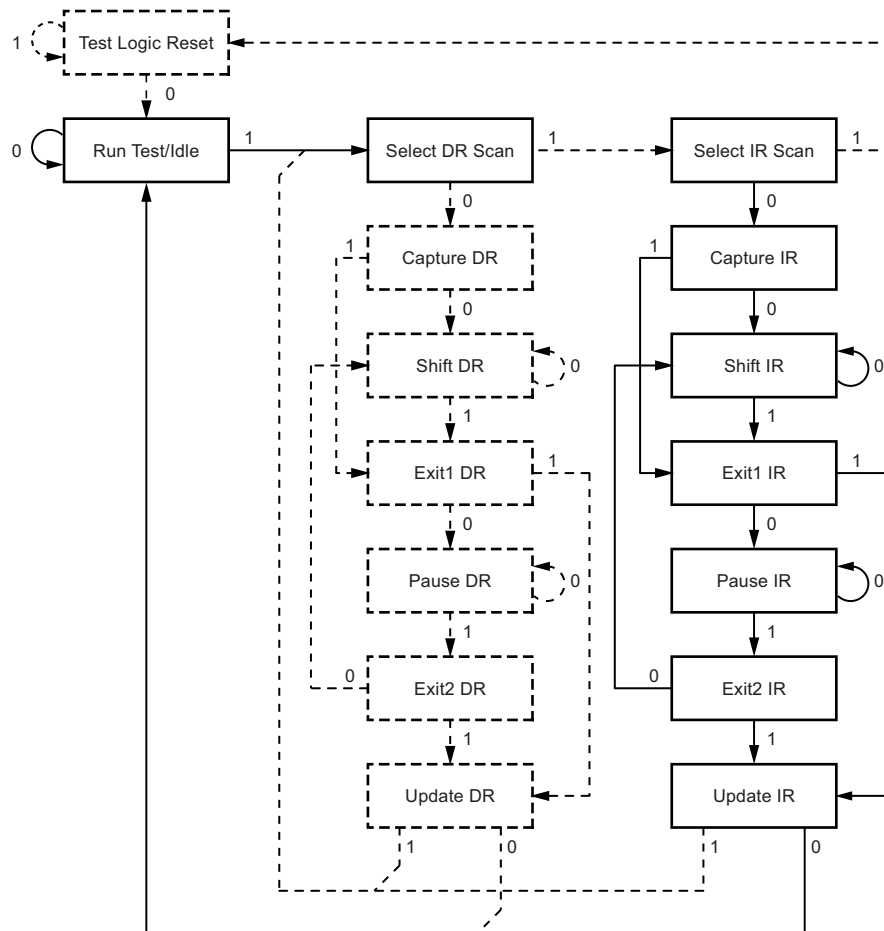 Test Logic Reset
1
0
Run Test/Idle
0
1
Select DR Scan
1
Select IR Scan
1
0
0
Capture DR
1
Capture IR
1
0
0
Shift DR
0
Shift IR
0
1
1
Exit1 DR
1
Exit1 IR
1
0
0
Pause DR
0
Pause IR
0
1
1
Exit2 DR
0
Exit2 IR
0
1
1
Update DR
Update IR
1
0
1
0